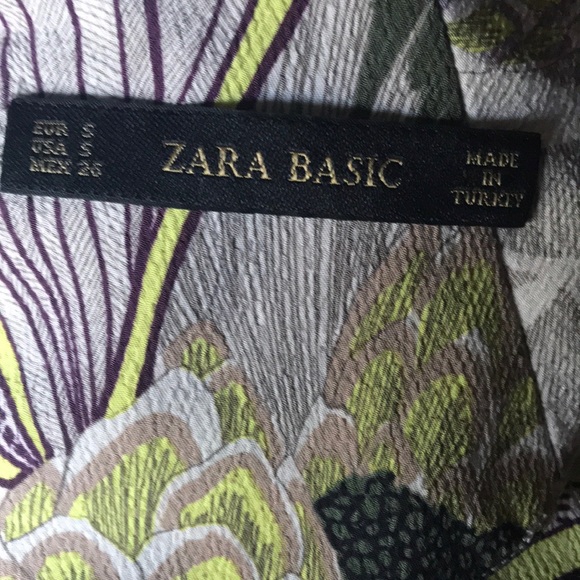 EUR S
USA S
MEX 26
ZARA BASIC
MADE
IN
TURKEY